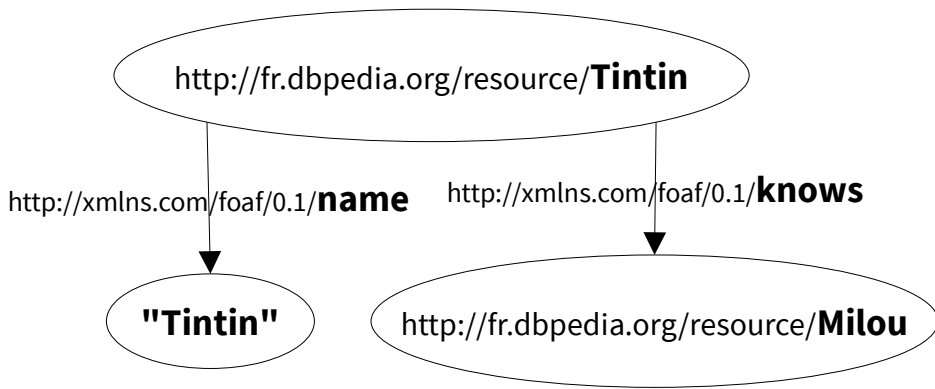 http://fr.dbpedia.org/resource/Tintin
http://xmlns.com/foaf/0.1/name
http://xmlns.com/foaf/0.1/knows
"Tintin"
http://fr.dbpedia.org/resource/Milou